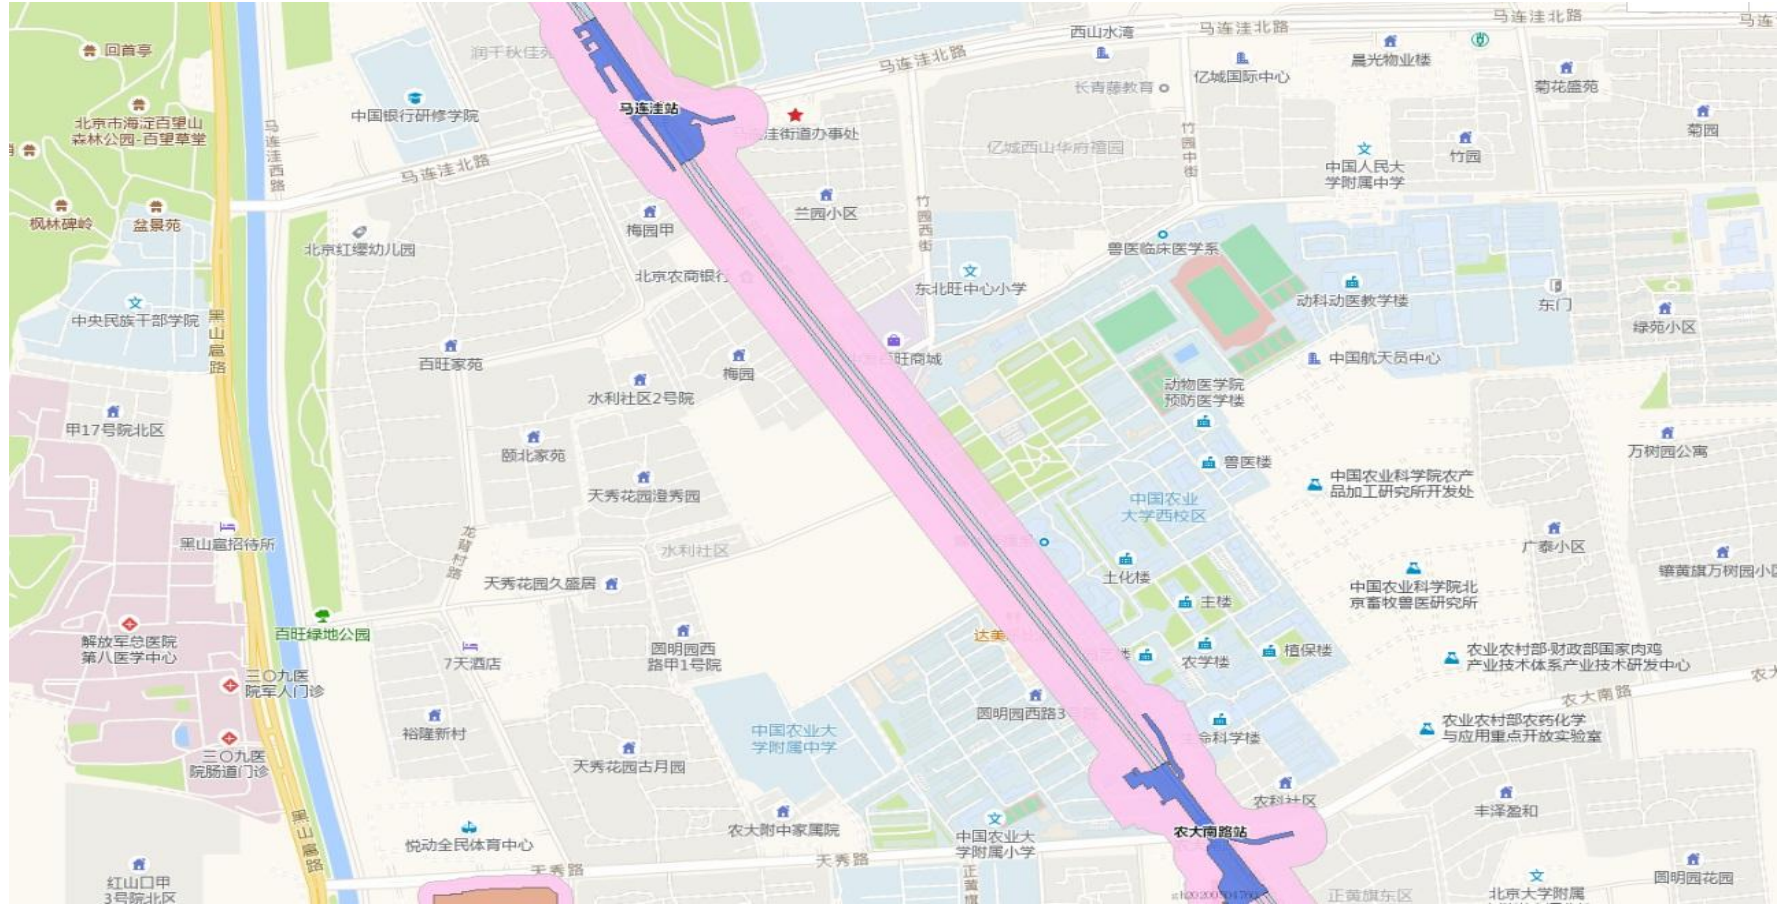 马连洼北路
马连洼
西山水湾
马连洼北路
回首亭
润千秋佳苑
马连洼北路
亿城国际中心
晨光物业楼
长青藤教育
菊花盛苑
中国银行研修学院
马连洼站
洼街道办事处
北京市海淀百望山
森林公园-百望草堂
马连洼西路
竹园中街
菊园
亿城西山华府禧园
竹园
中国人民大
学附属中学
马连洼北路
枫林碑岭
盆景苑
梅园甲
兰园小区
竹园西街
北京红缨幼儿园
兽医临床医学系
北京农商银行
东北旺中心小学
动科动医教学楼
东门
中央民族干部学院
黑山扈路
绿苑小区
百旺家苑
梅园
旺商城
中国航天员中心
水利社区2号院
动物医学院
预防医学楼
甲17号院北区
颐北家苑
兽医楼
万树园公寓
天秀花园澄秀园
中国农业科学院农产
品加工研究所开发处
中国农业
大学西校区
黑山扈招待所
龙背村路
水利社区
广泰小区
镶黄旗万树园小区
天秀花园久盛居
土化楼
中国农业科学院北
京畜牧兽医研究所
主楼
百旺绿地公园
解放军总医院
第八医学中心
7天酒店
圆明园西
路甲1号院
达美
农学楼
植保楼
农业农村部-财政部国家肉鸡
产业技术体系产业技术研发中心
三〇九医
院军人门诊
农大南路
农大
圆明园西路3号院
裕隆新村
中国农业大
学附属中学
生命科学楼
农业农村部农药化学
与应用重点开放实验室
三〇九医
院肠道门诊
天秀花园古月园
农科社区
丰泽盈和
黑山扈路
悦动全民体育中心
农大附中家属院
中国农业大
学附属小学
农大南路站
天秀路
天秀路
红山口甲
3号院北区
正黄旗
正黄旗东区
北京大学附属
圆明园花园